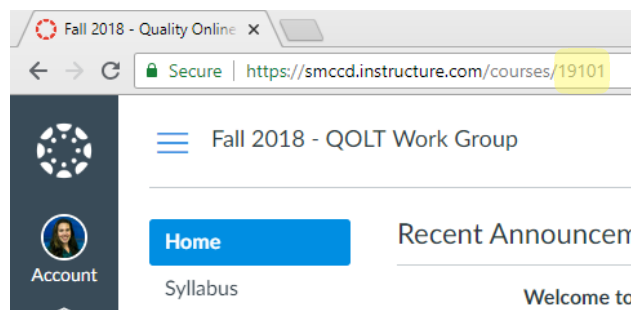 Fall 2018 - Quality Online
Secure https://smccd.instructure.com/courses/19101
Fall 2018 - QOLT Work Group
Home
Recent Announcem
Account
Syllabus
Welcome to